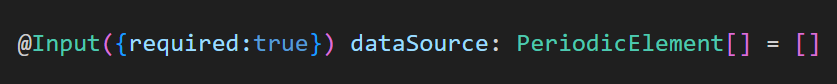 @Input({required:true}) dataSource: PeriodicElement[] = []